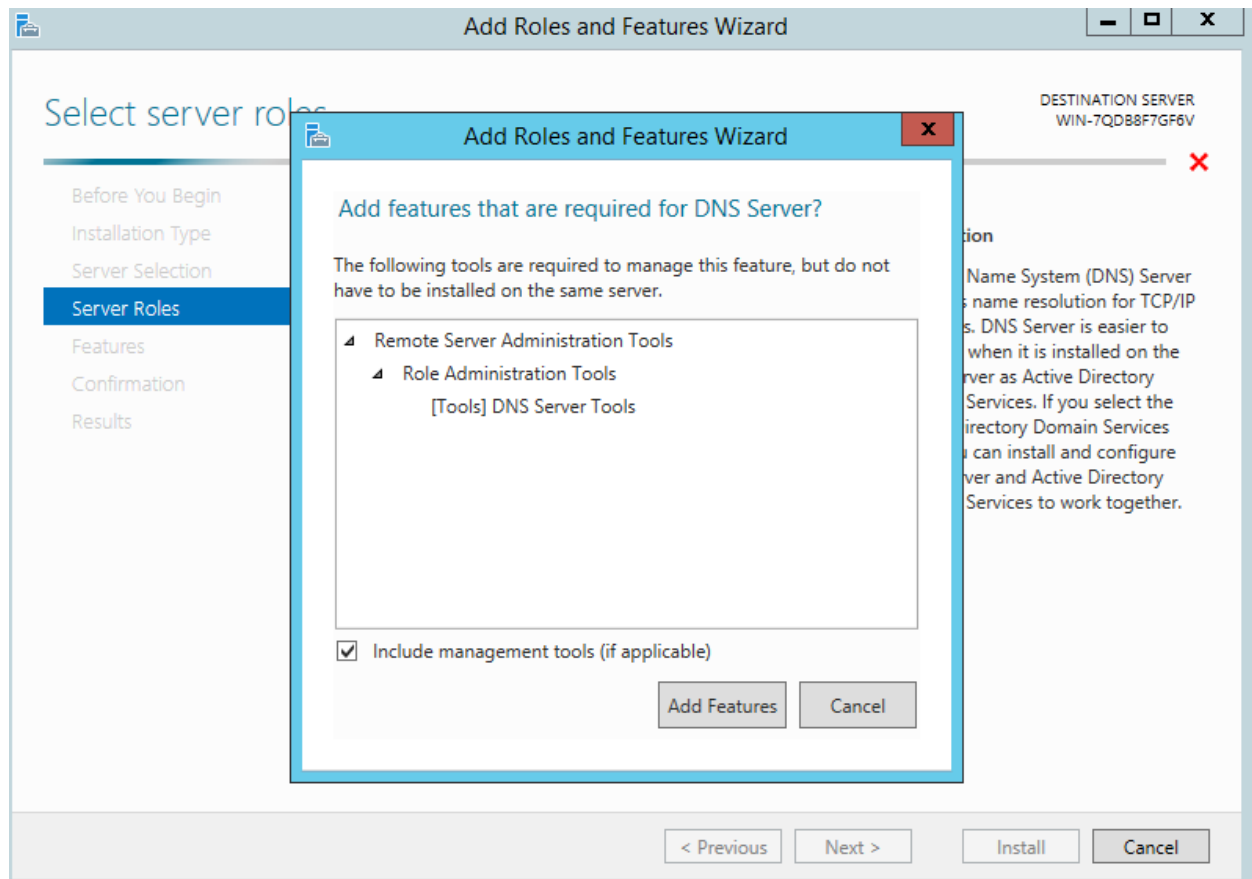 Add Roles and Features Wizard
Select server
DESTINATION SERVER
WIN-7QDB8F7GF6V
Before You Begin
Installation Type
Server Selection
Server Roles
Features
Confirmation
Results
Add Roles and Features Wizard
x
Add features that are required for DNS Server?
The following tools are required to manage this feature, but do not
have to be installed on the same server.
Remote Server Administration Tools
Role Administration Tools
[Tools] DNS Server Tools
Include management tools (if applicable)
Add Features
Cancel
Name System (DNS) Server
name resolution for TCP/IP
DNS Server is easier to
when it is installed on the
as Active Directory
Services. If you select the
Domain Services
can install and configure
and Active Directory
Services to work together.
< Previous
Next >
Install
Cancel